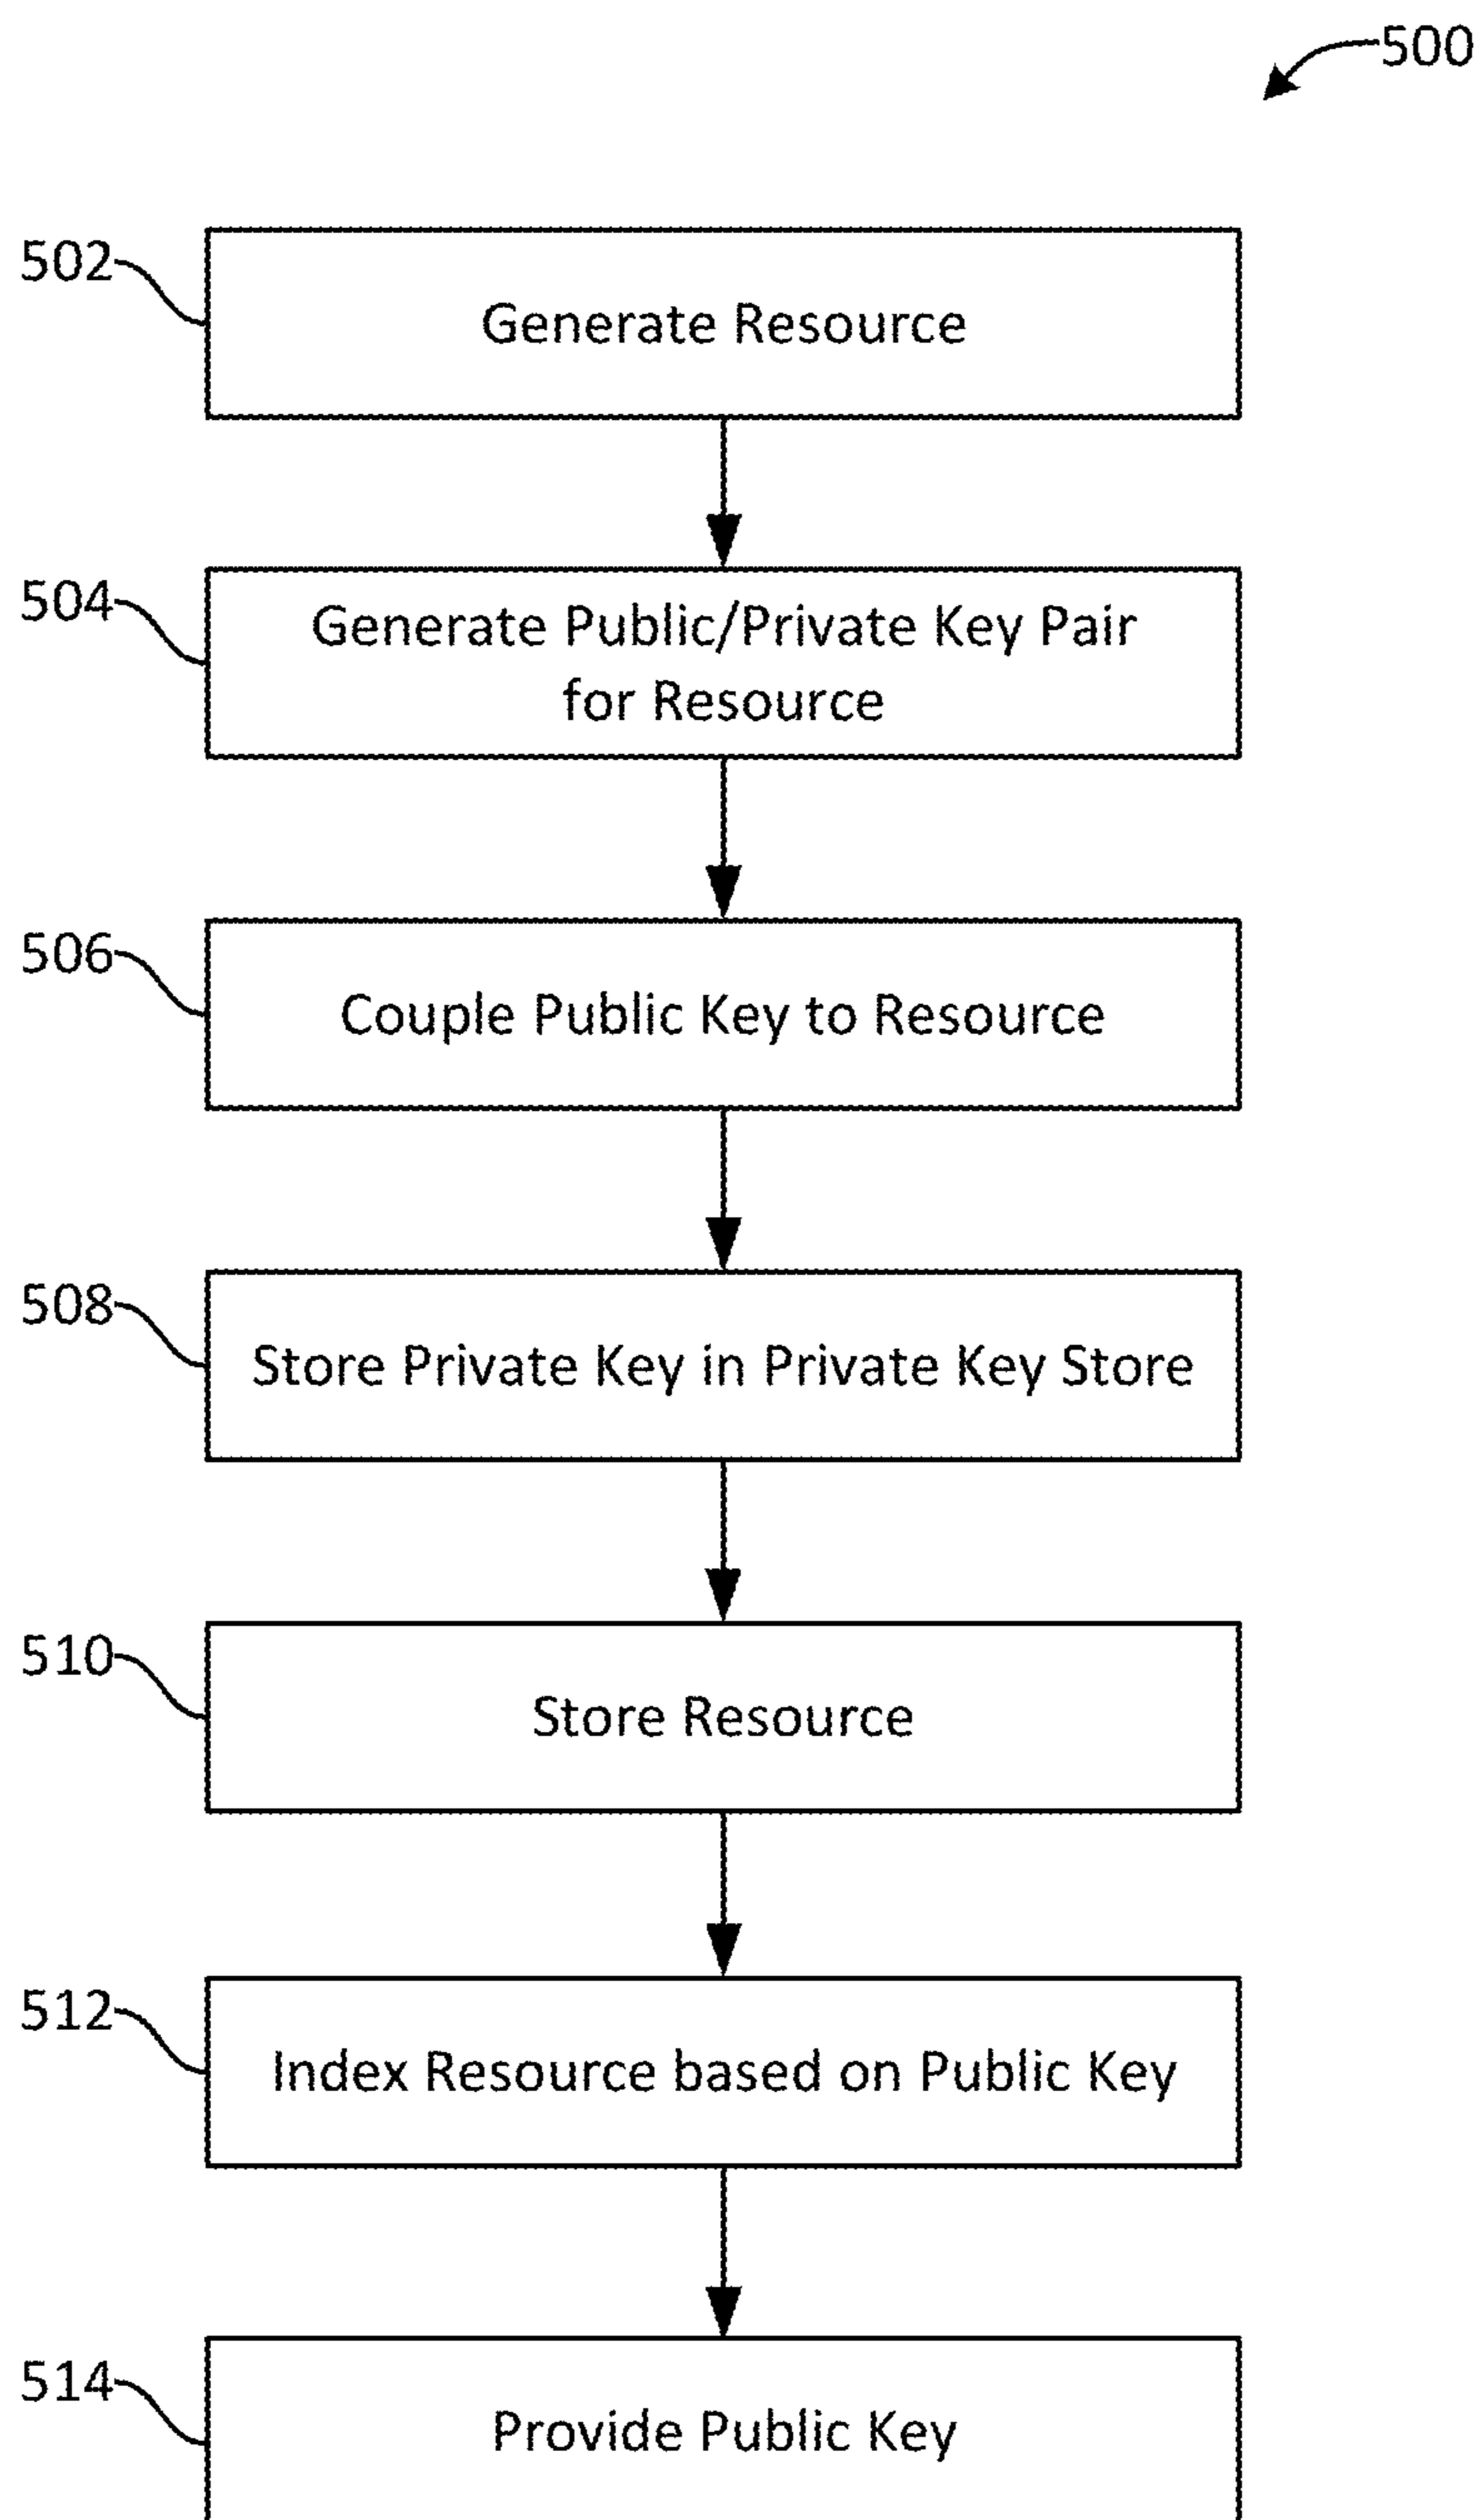 500
502
Generate Resource
504
Generate Public/Private Key Pair
for Resource
506
Couple Public Key to Resource
508
Store Private Key in Private Key Store
510
Store Resource
512
Index Resource based on Public Key
514
Provide Public Key